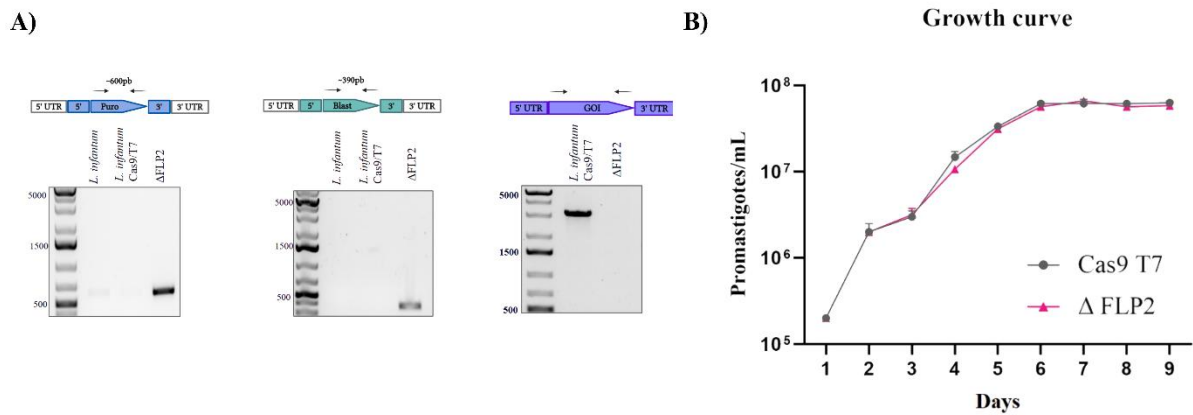 A)
~600pb
5' UTR 5' Puro 3' 3' UTR
L. infantum
L. infantum Cas9/T7
ΔFLP2
5000
1500
500
~390pb
5' UTR 5' Blast 3' 3' UTR
L. infantum
L. infantum Cas9/T7
ΔFLP2
5000
1500
500
5' UTR GOI 3' UTR
L. infantum Cas9/T7
ΔFLP2
5000
1500
500
B)
Growth curve
Promastigotes/mL
10⁸
10⁷
10⁶
10⁵
Cas9 T7
Δ FLP2
1 2 3 4 5 6 7 8 9
Days